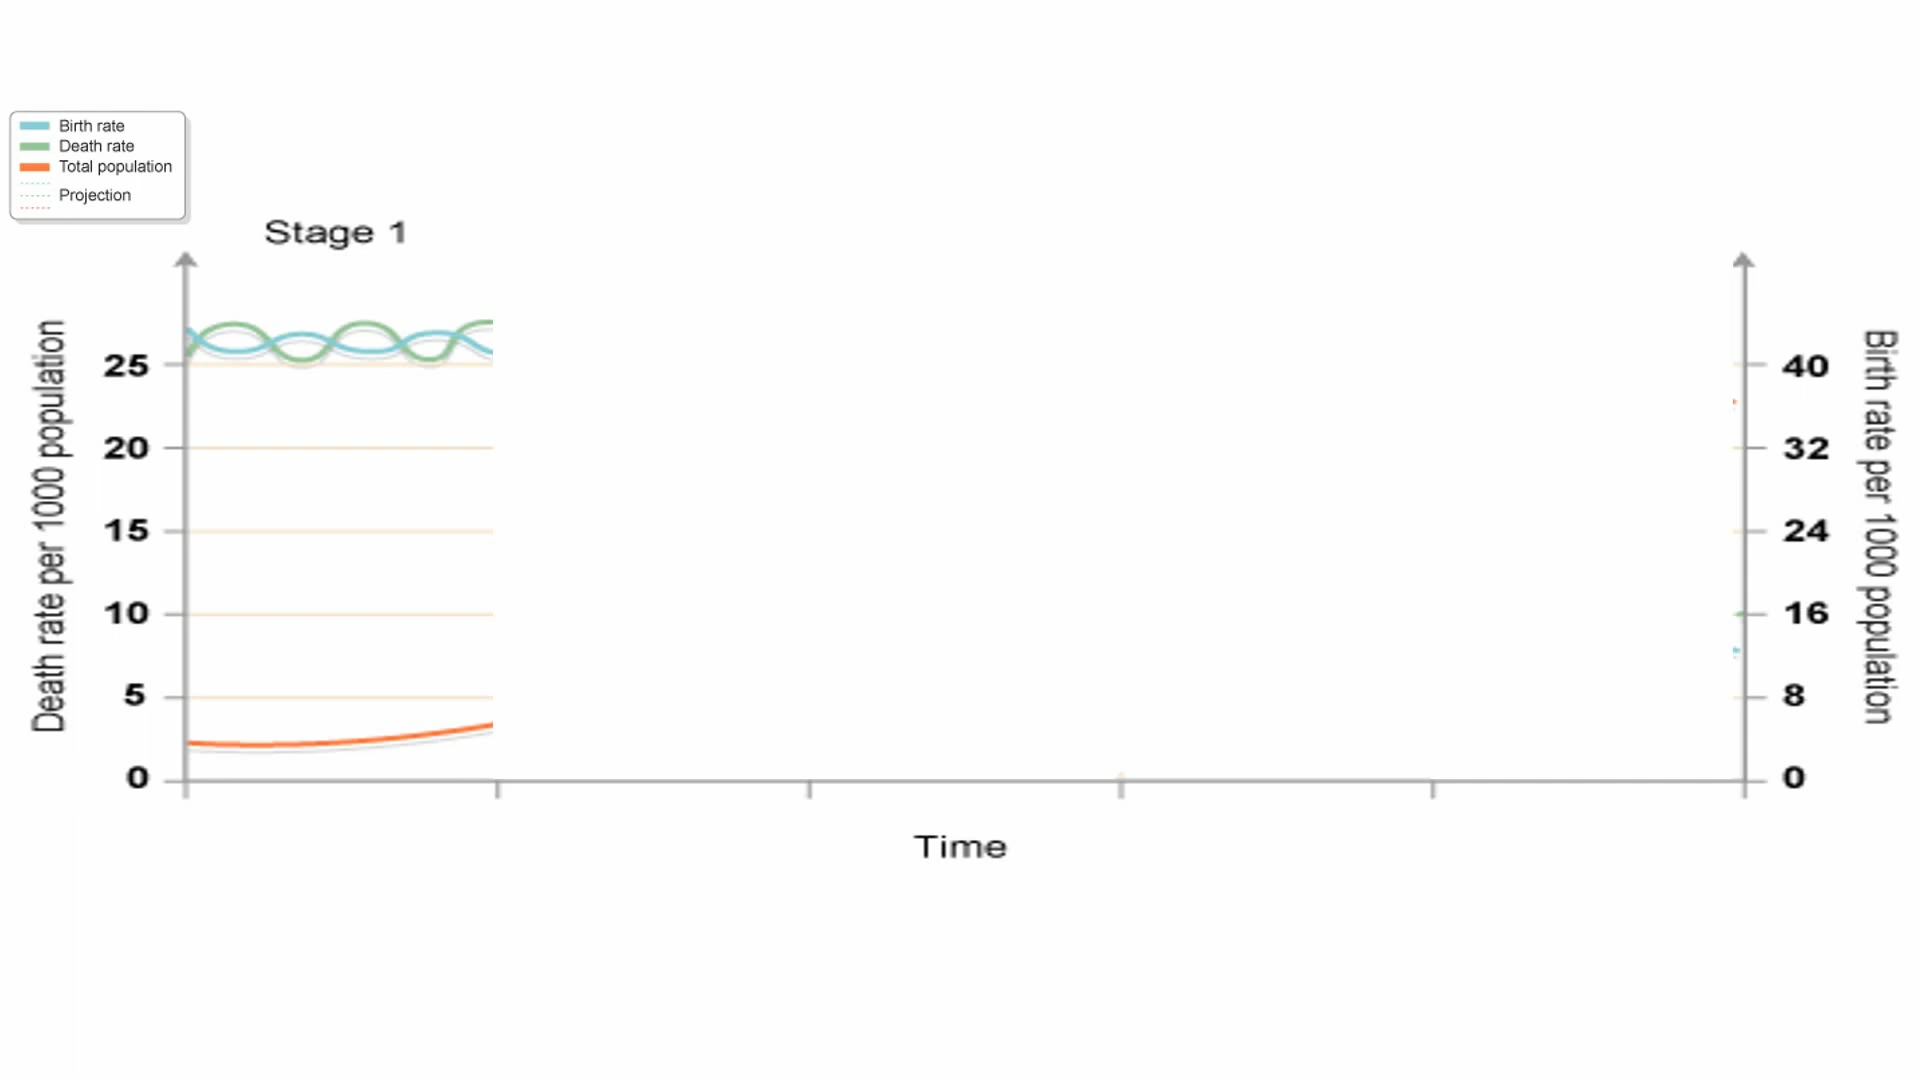 Birth rate
Death rate
Total population
Projection
Stage 1
Death rate per 1000 population
25
20
15
10
5
0
40
32
24
16
8
0
Birth rate per 1000 population
Time